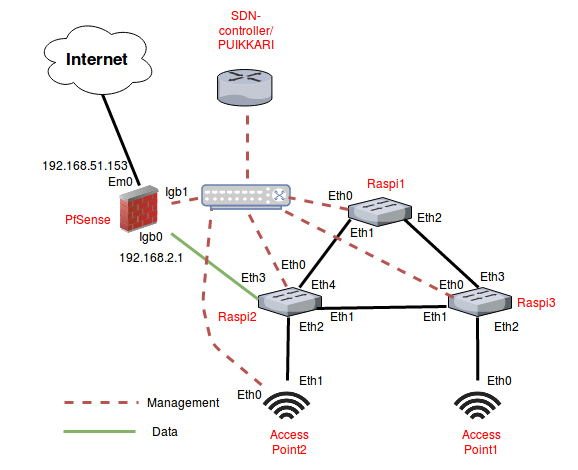 SDN-
controller/
PUIKKARI
Internet
192.168.51.153
Em0
Igb1
PfSense
Igb0
192.168.2.1
Eth0
Raspi1
Eth2
Eth1
Eth3
Eth0
Eth4
Eth0
Eth3
Raspi2
Eth2
Eth1
Eth1
Raspi3
Eth2
Eth0
Eth1
Eth0
Management
Data
Access
Point2
Access
Point1